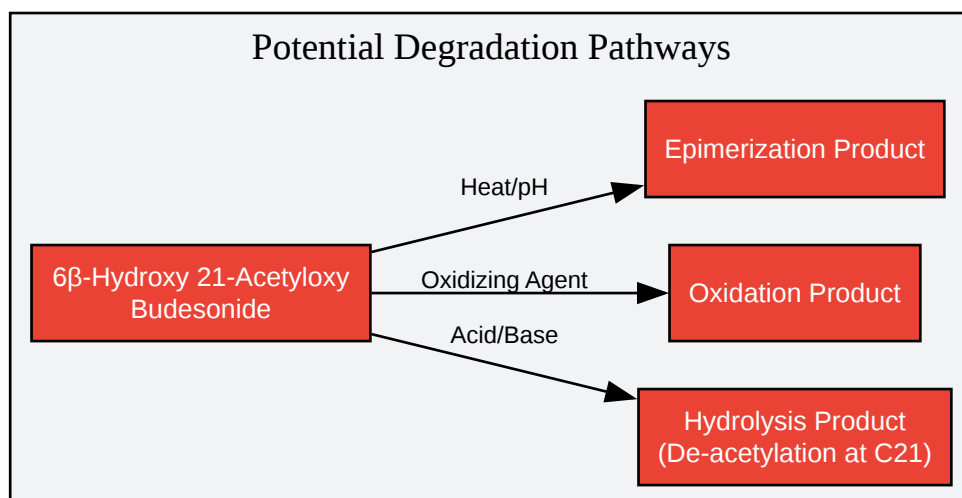 Potential Degradation Pathways
Epimerization Product
Heat/pH
6β-Hydroxy 21-Acetyloxy
Budesonide
Oxidizing Agent
Oxidation Product
Acid/Base
Hydrolysis Product
(De-acetylation at C21)